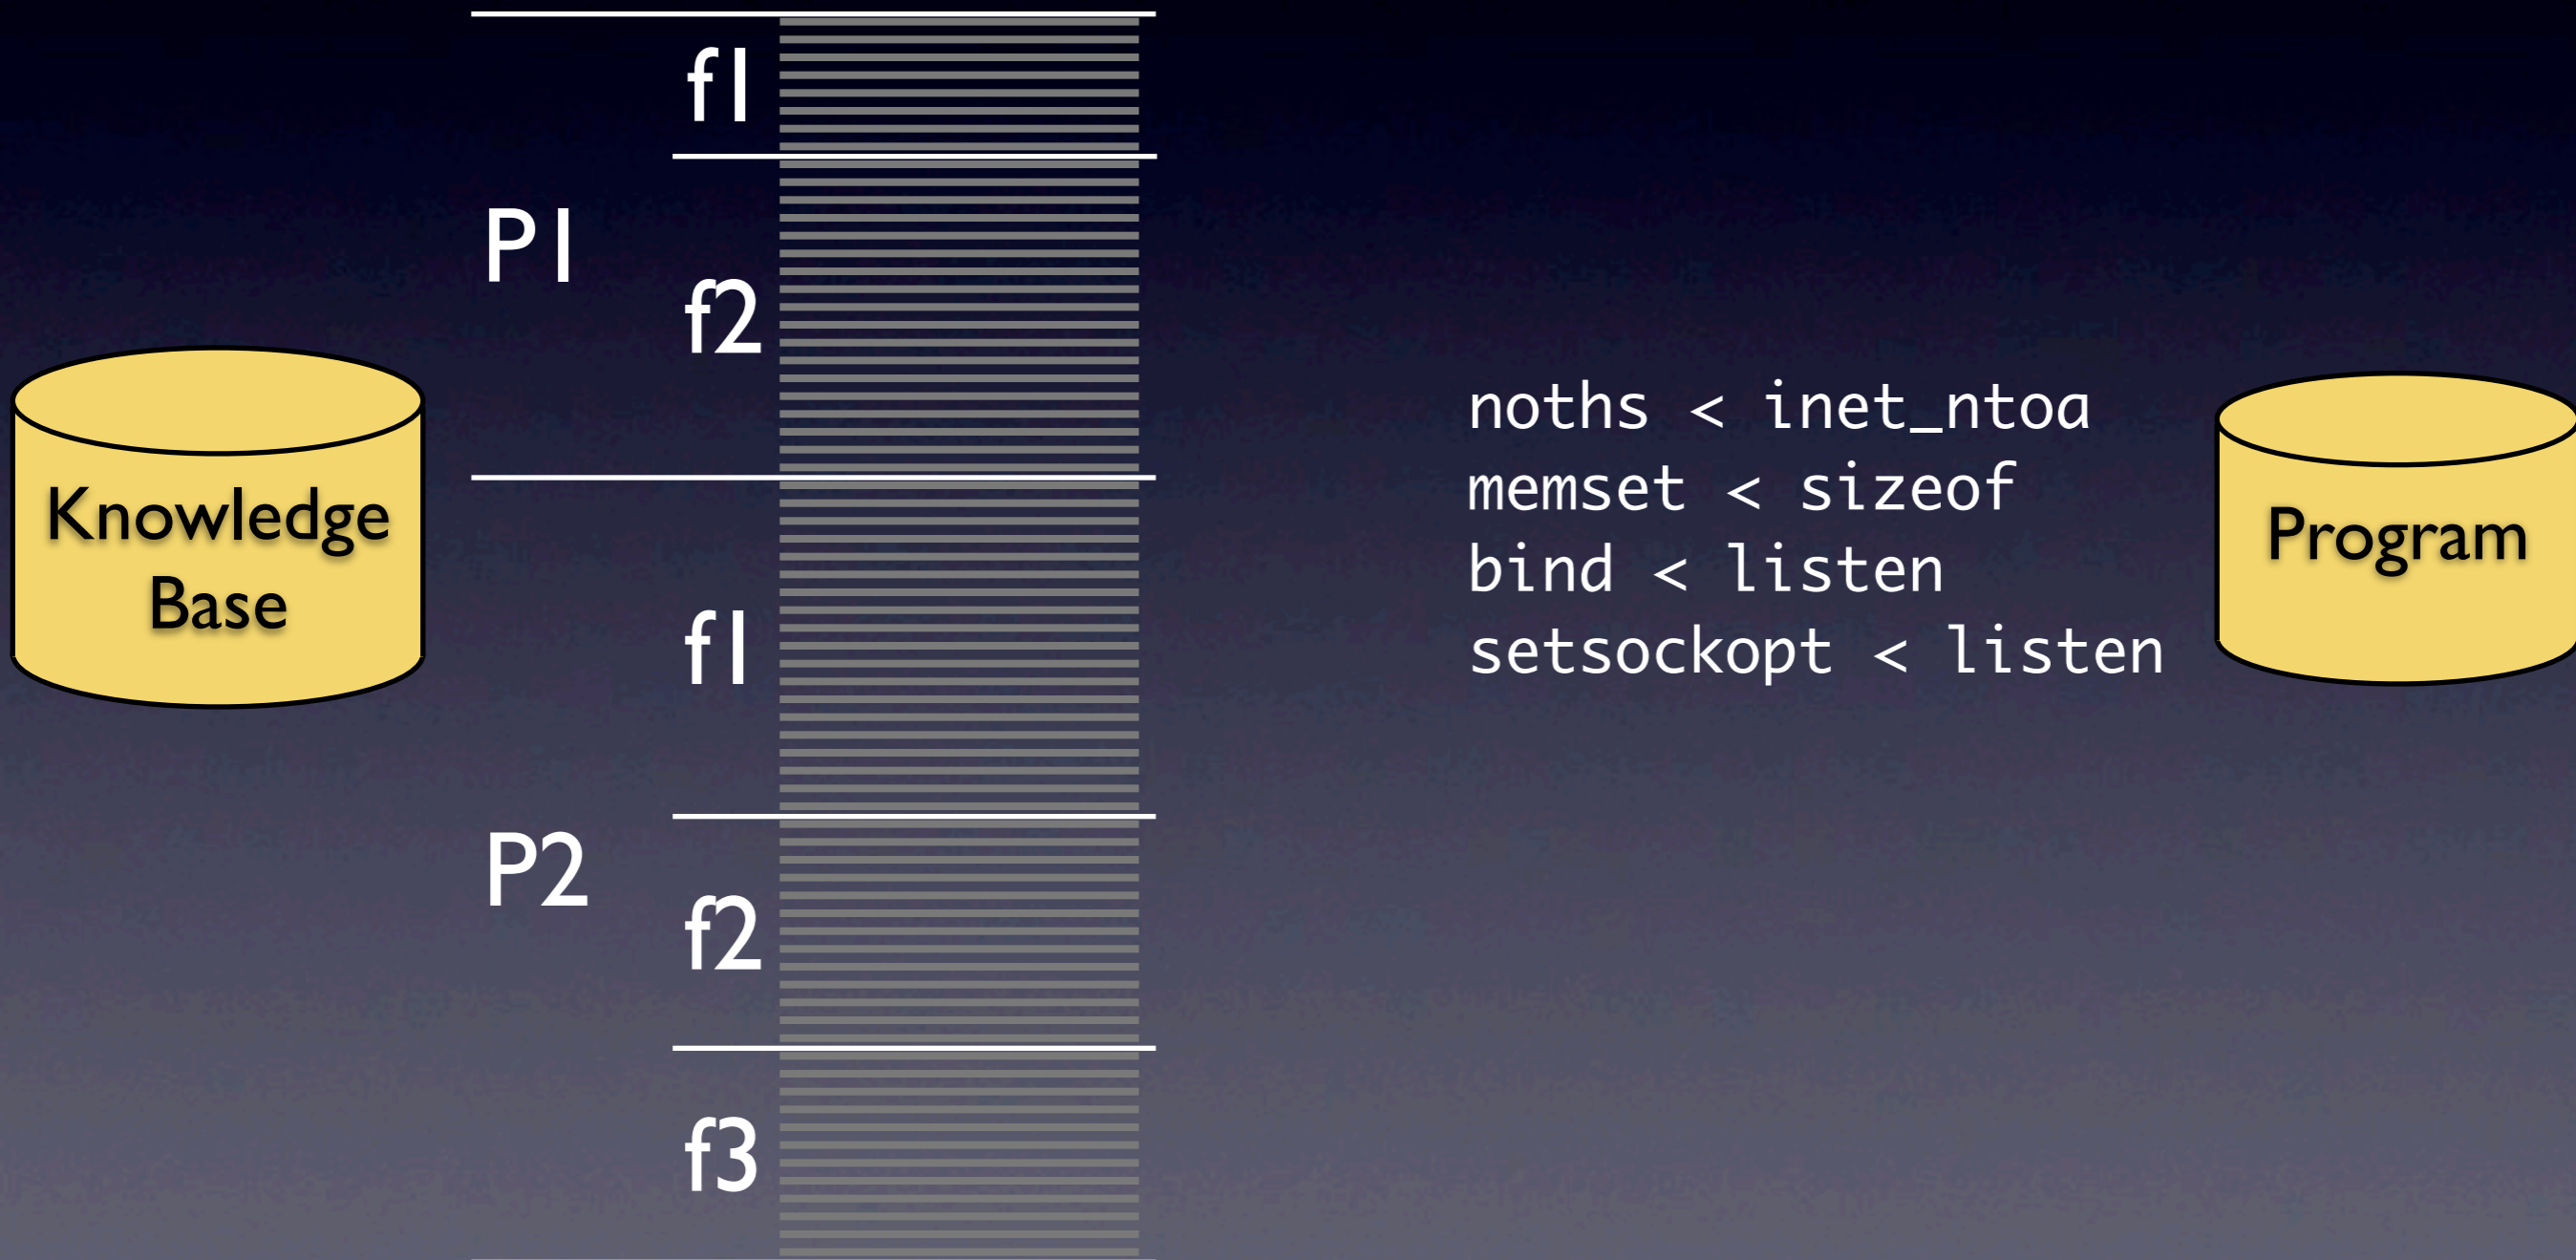 Knowledge
Base
P1
f1
f2
P2
f1
f2
f3
noths < inet_ntoa
memset < sizeof
bind < listen
setsockopt < listen
Program